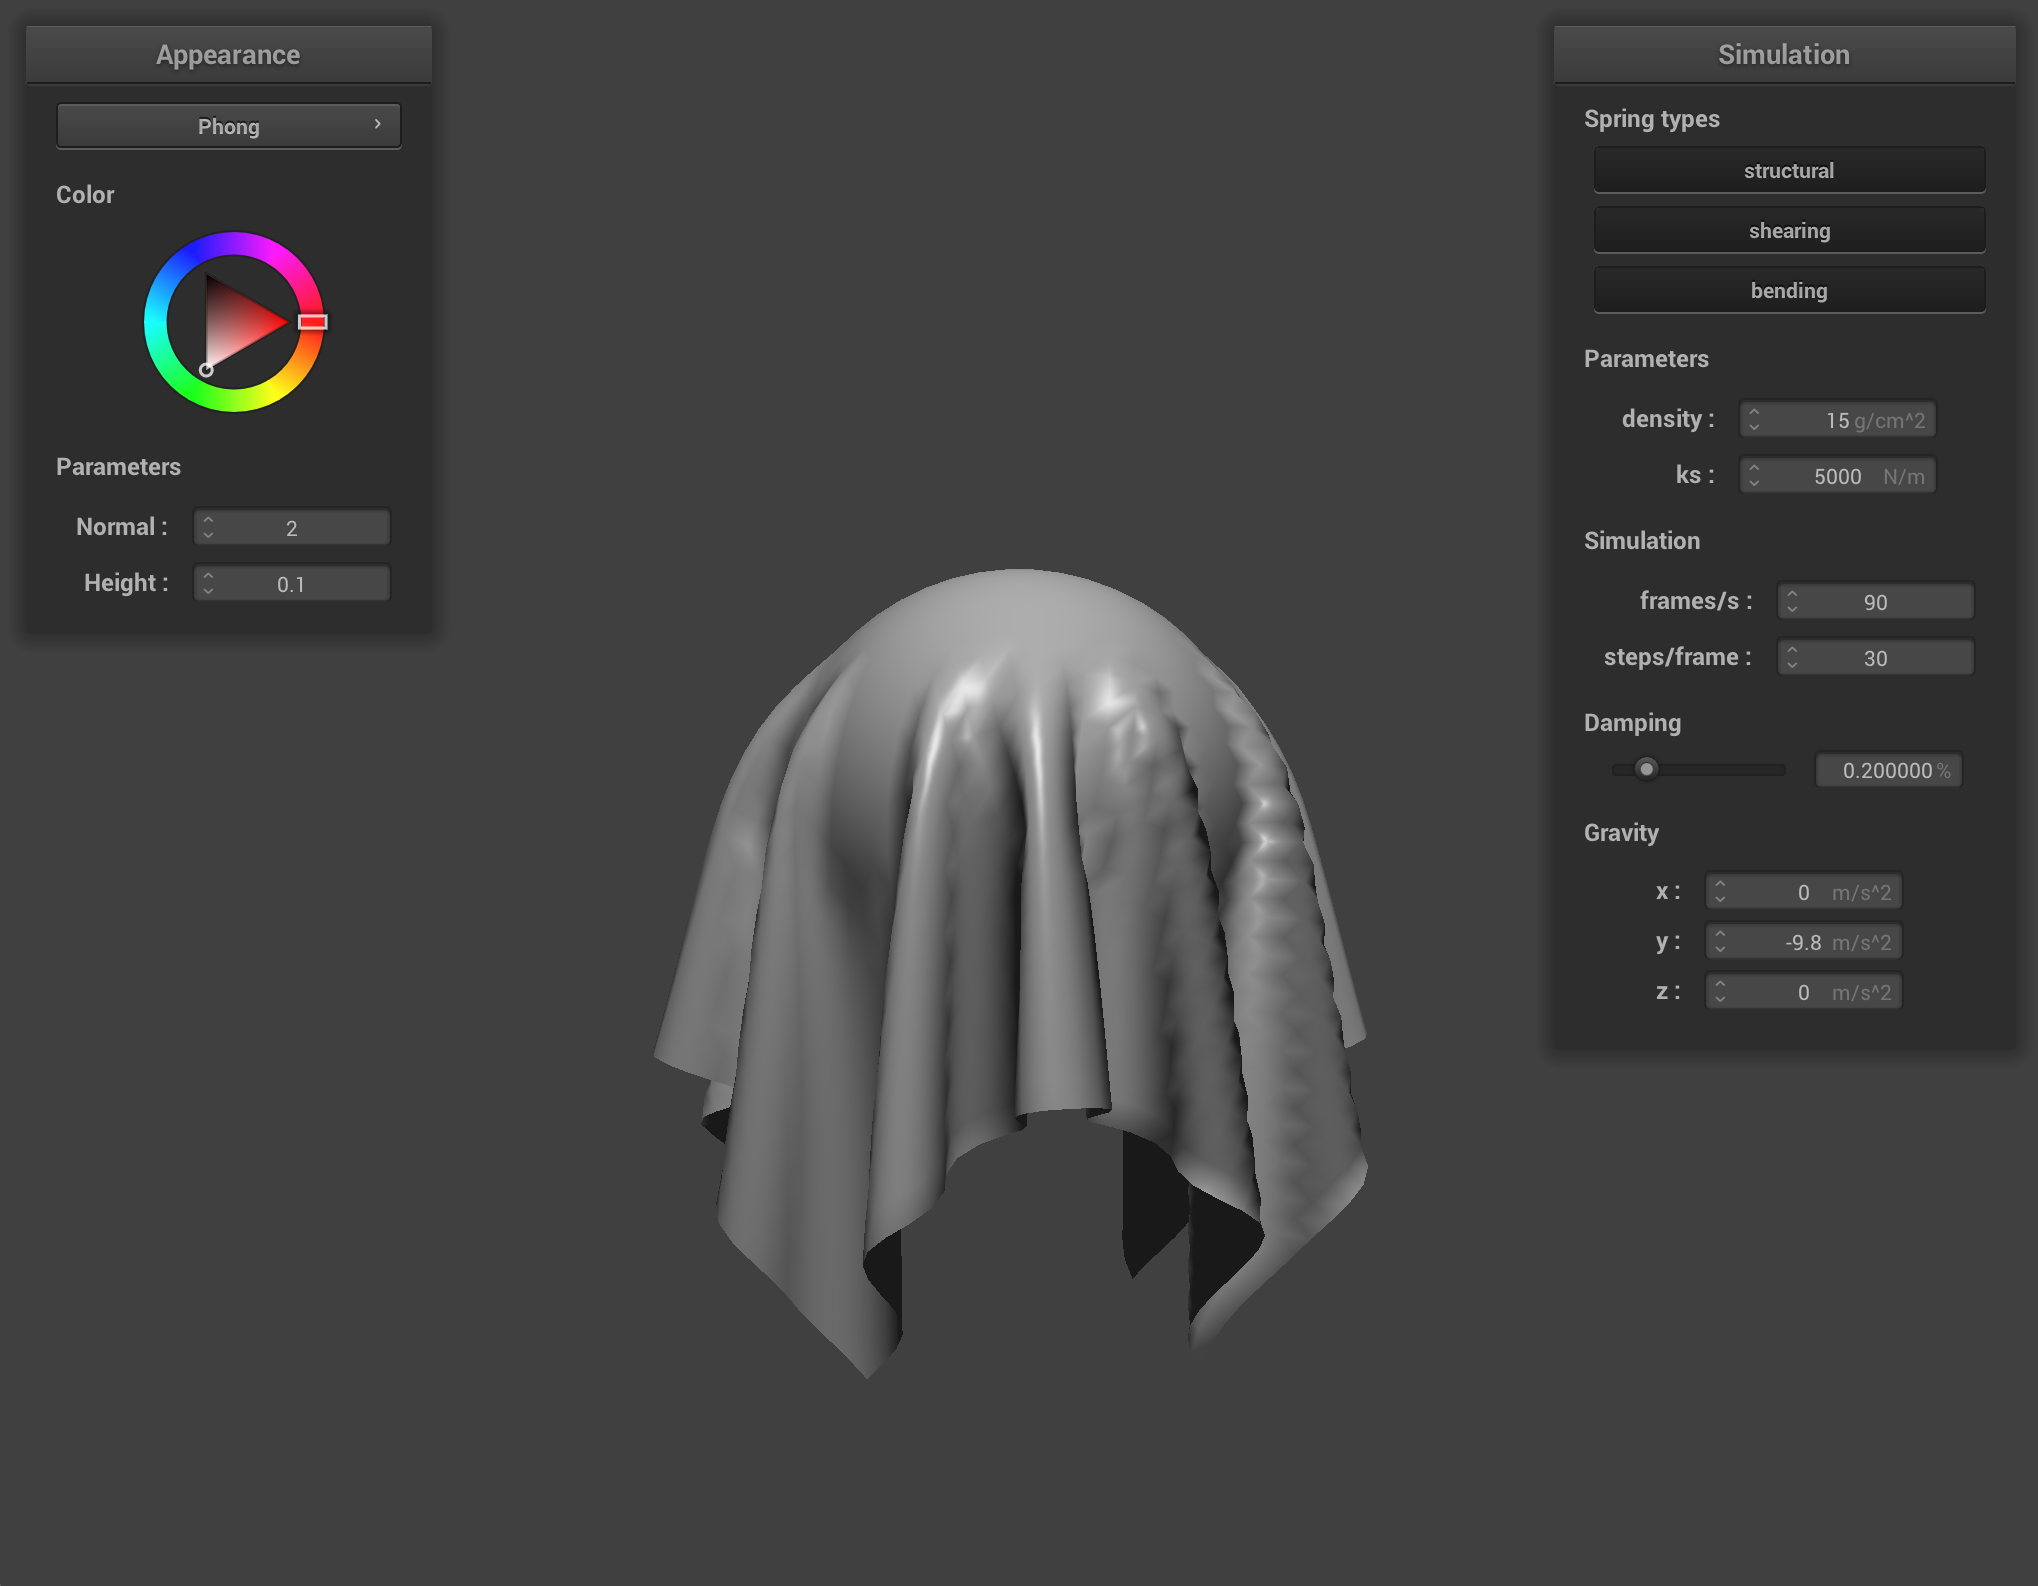 Appearance
Phong
Color
Parameters
Normal : 2
Height : 0.1
Simulation
Spring types
structural
shearing
bending
Parameters
density : 15 g/cm^2
ks : 5000 N/m
Simulation
frames/s : 90
steps/frame : 30
Damping
0.200000 %
Gravity
x : 0 m/s^2
y : -9.8 m/s^2
z : 0 m/s^2